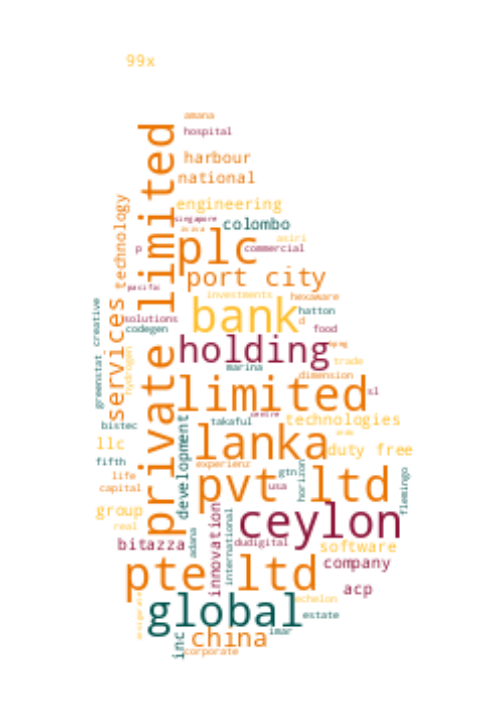 99x
amana
hospital
private limited
harbour
national
technology
engineering
singapore
colombo
plc
asiri
p
commercial
port city
pacific
investments
hexaware
services
creative
bank
hatton
solutions
d
codegen
food
holding
greenstat
hydrogen
marina
trade
dimension
limited
sl
centre
bistec
takaful
technologies
development
llc
lanka
duty free
fifth
experienz
life
gtn
horizon
pvt ltd
flemingo
capital
usa
group
innovation
international
ceylon
real
adana
bitazza
dudigital
software
company
pte ltd
acp
echelon
global
estate
inc
china
imar
corporate